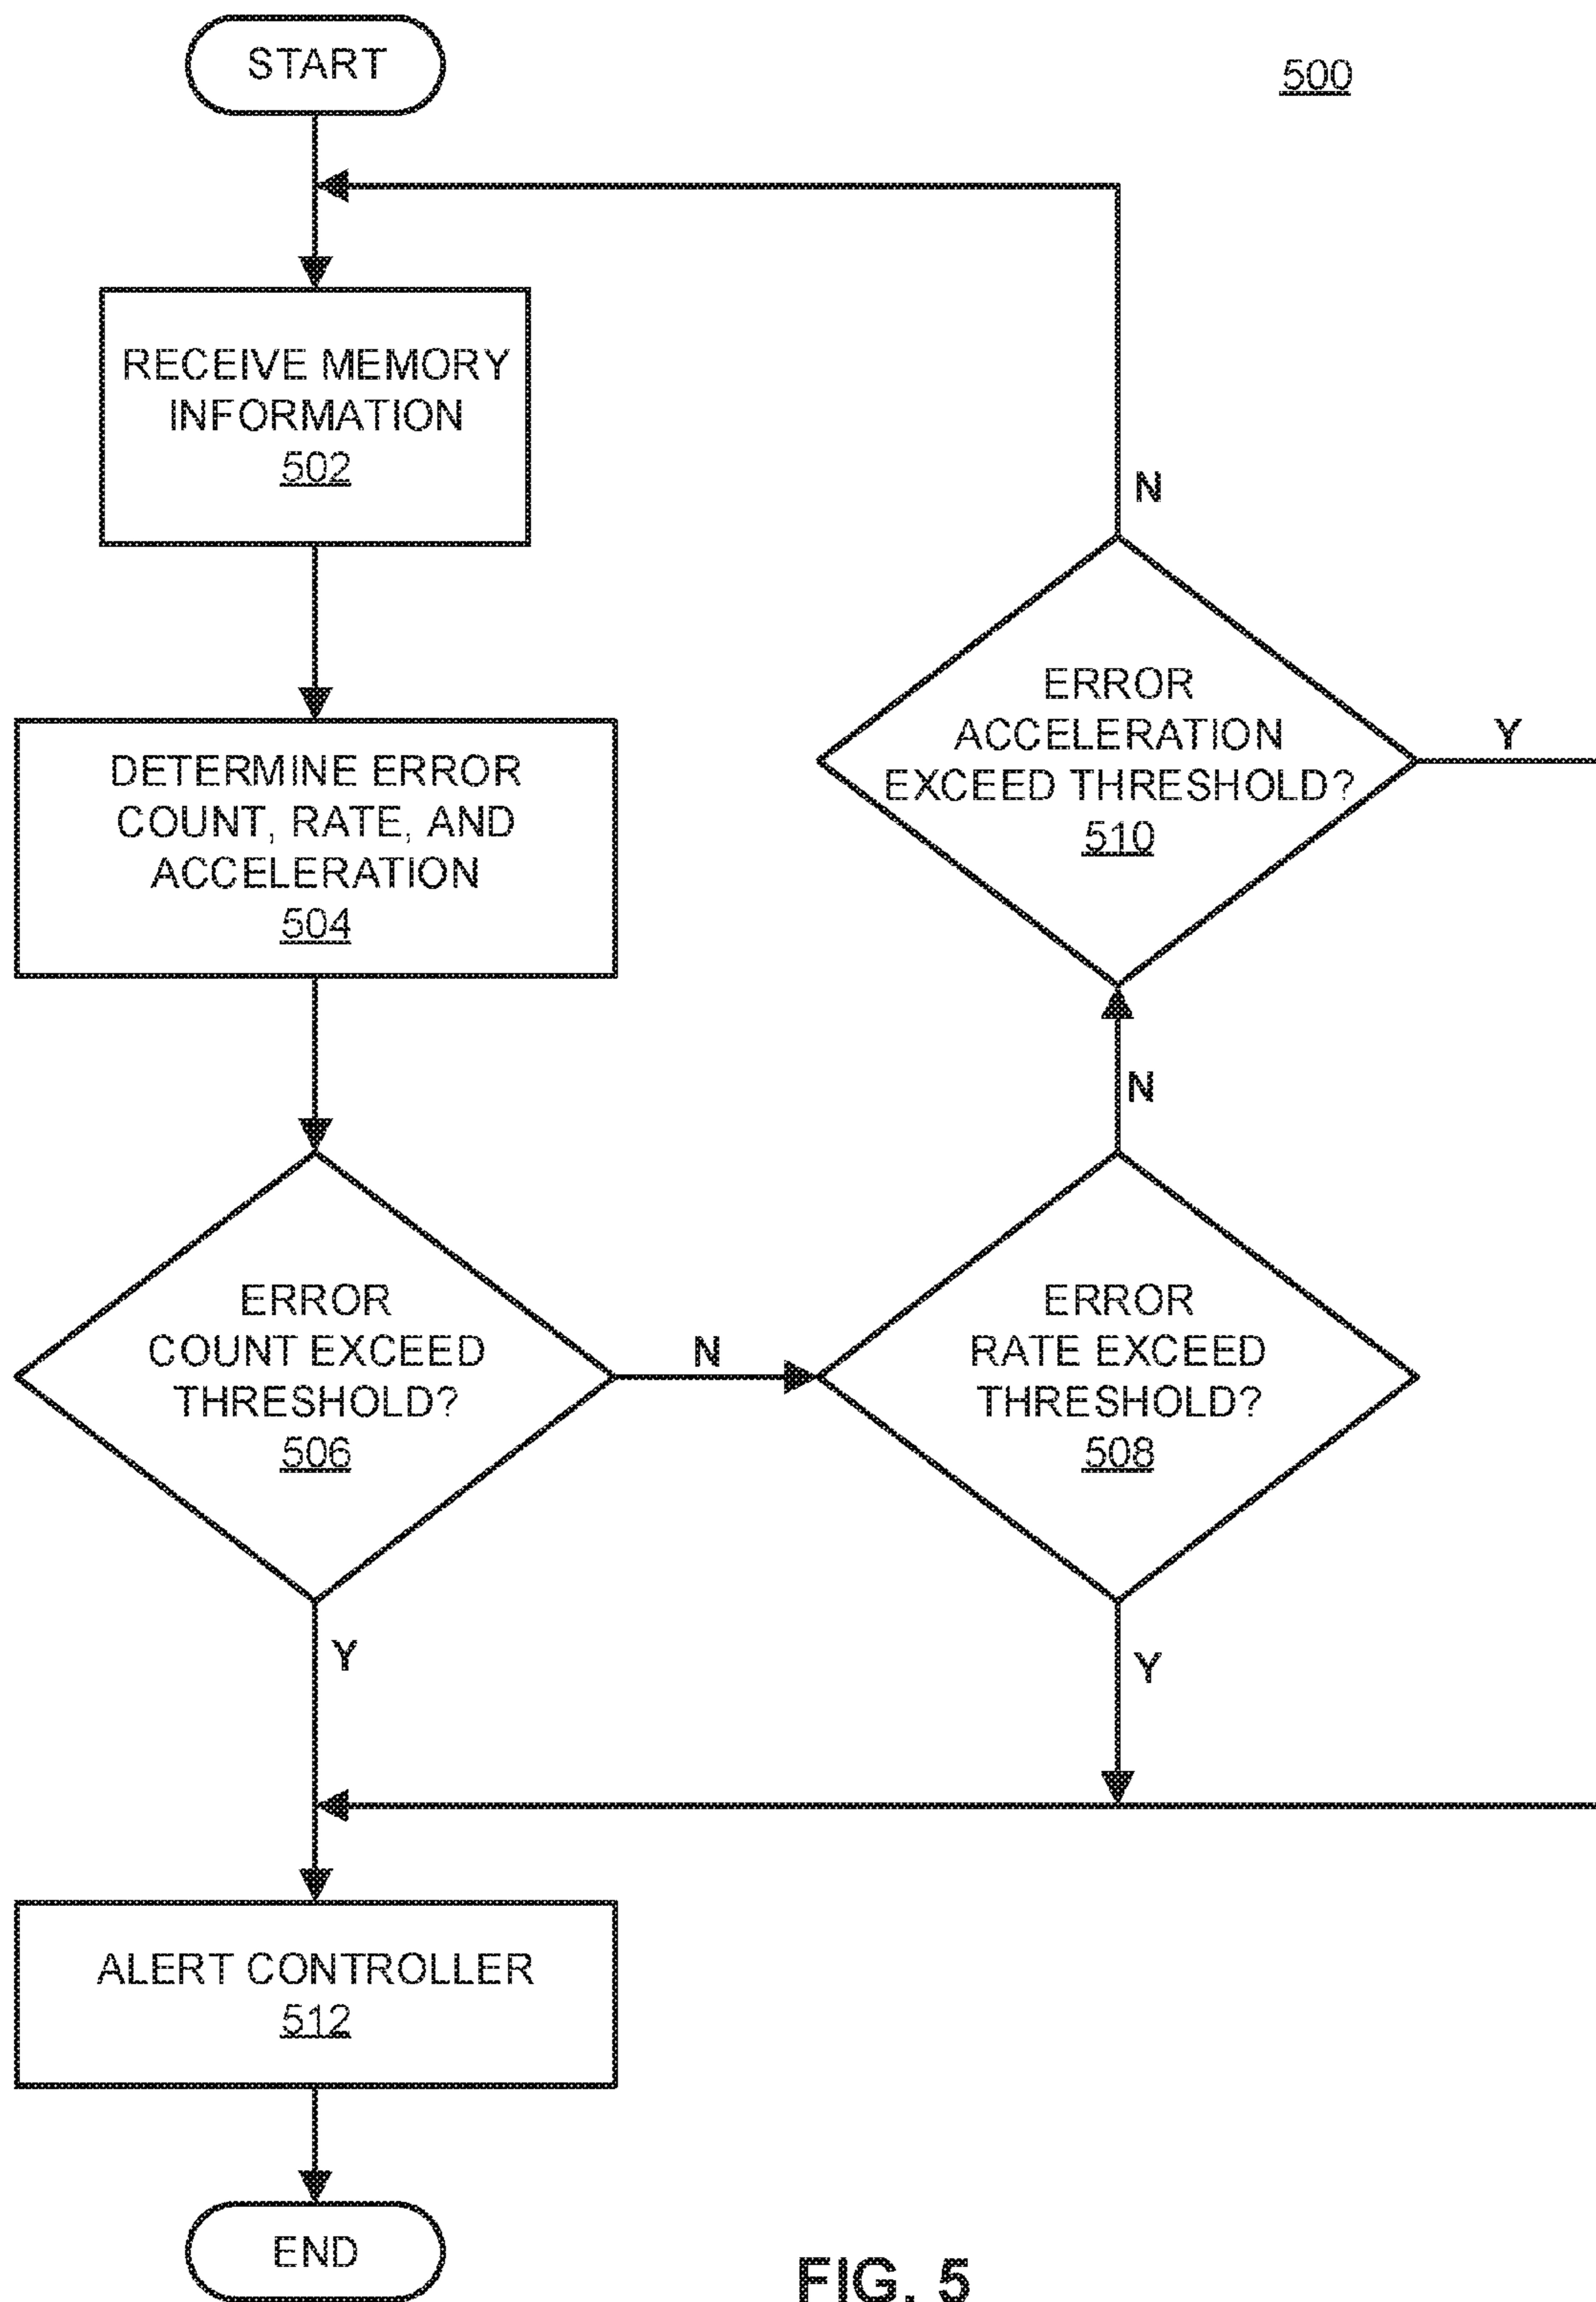 START
500
RECEIVE MEMORY
INFORMATION
502
N
ERROR
ACCELERATION
EXCEED THRESHOLD?
510
Y
DETERMINE ERROR
COUNT, RATE, AND
ACCELERATION
504
N
ERROR
COUNT EXCEED
THRESHOLD?
506
N
ERROR
RATE EXCEED
THRESHOLD?
508
Y
Y
ALERT CONTROLLER
512
END
FIG. 5